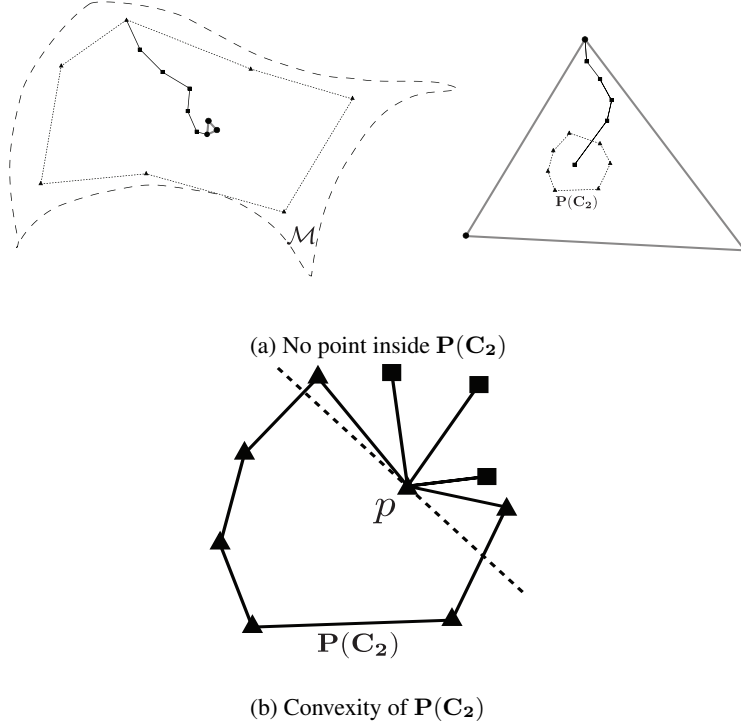 P(C₂)
ℳ
(a) No point inside P(C₂)
p
P(C₂)
(b) Convexity of P(C₂)